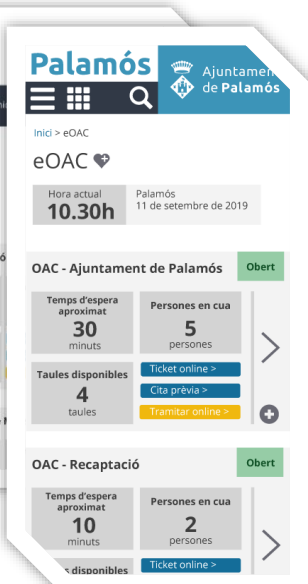 Palamós
Ajuntamen
de Palamós
Inici > eOAC
eOAC
Hora actual
10.30h
Palamós
11 de setembre de 2019
OAC - Ajuntament de Palamós
Obert
Temps d'espera
aproximat
30
minuts
Persones en cua
5
persones
Taules disponibles
4
taules
Ticket online >
Cita prèvia >
Tramitar online >
OAC - Recaptació
Obert
Temps d'espera
aproximat
10
minuts
Persones en cua
2
persones
disponibles
Ticket online >